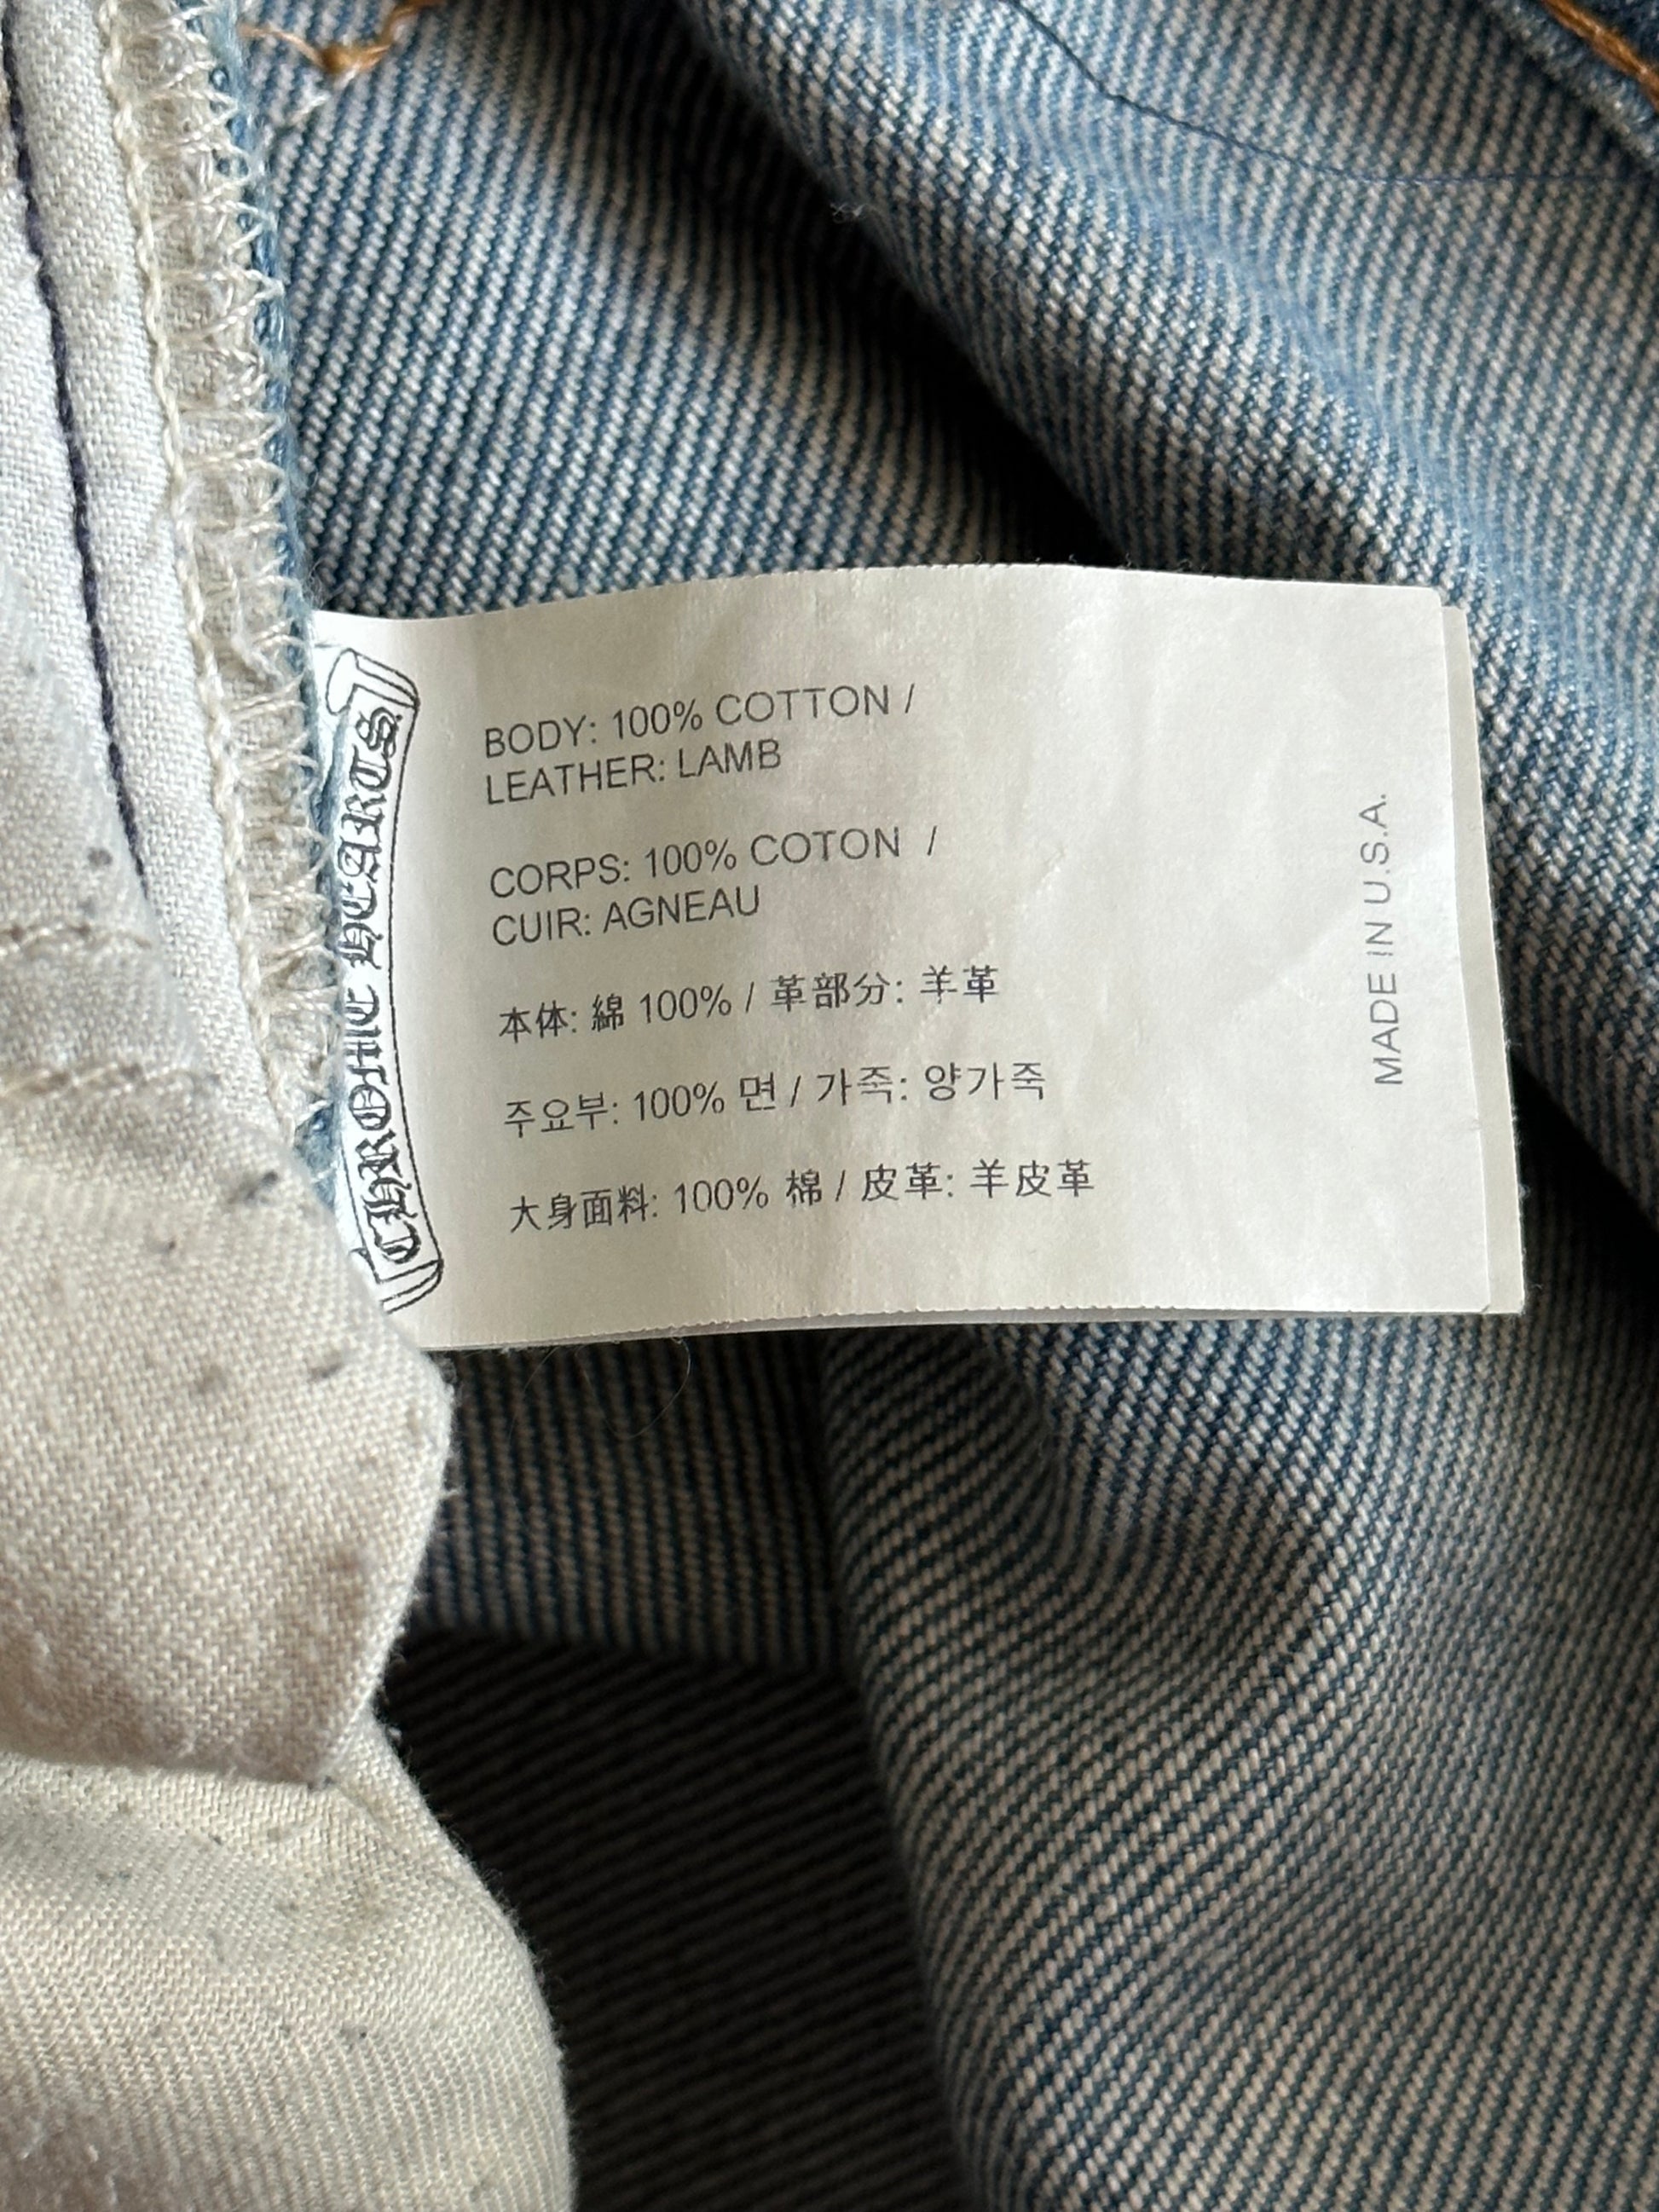 CHROME HEARTS
BODY: 100% COTTON /
LEATHER: LAMB
CORPS: 100% COTON /
CUIR: AGNEAU
本体: 綿 100% / 革部分: 羊革
주요부: 100% 면 / 가죽: 양가죽
大身面料: 100% 棉 / 皮革: 羊皮革
MADE IN U.S.A.